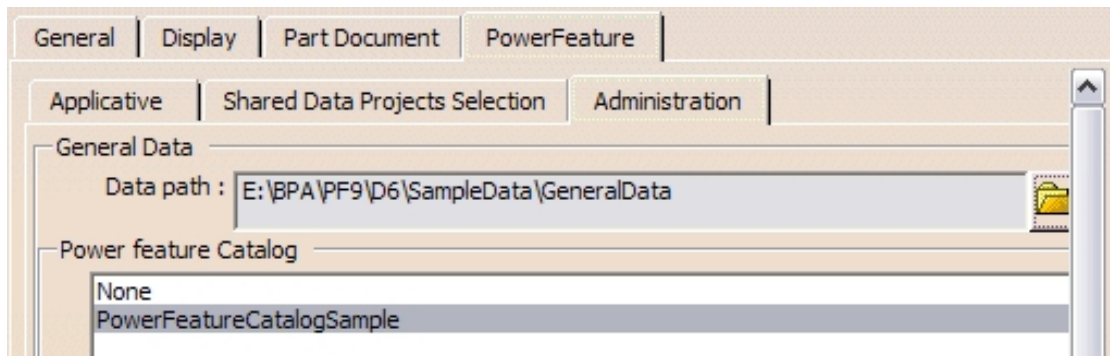 General Display Part Document PowerFeature
Applicative Shared Data Projects Selection Administration
General Data
Data path : E:\BPA\PF9\D6\SampleData\GeneralData
Power feature Catalog
None
PowerFeatureCatalogSample